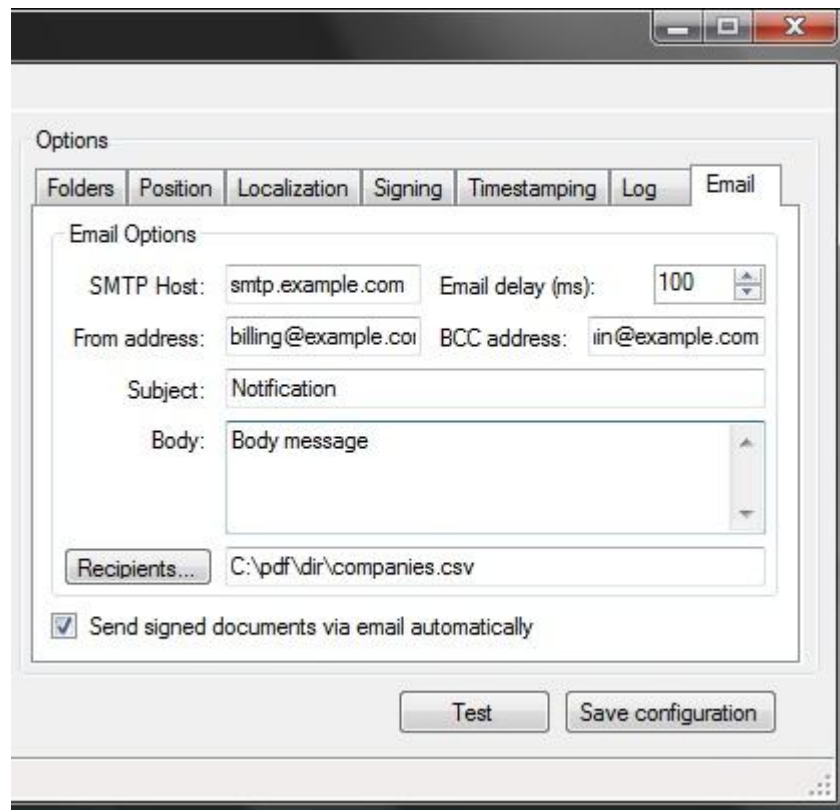 Options
Folders Position Localization Signing Timestamping Log Email
Email Options
SMTP Host: smtp.example.com Email delay (ms): 100
From address: billing@example.co BCC address: in@example.com
Subject: Notification
Body: Body message
Recipients... C:\pdf\dir\companies.csv
Send signed documents via email automatically
Test Save configuration